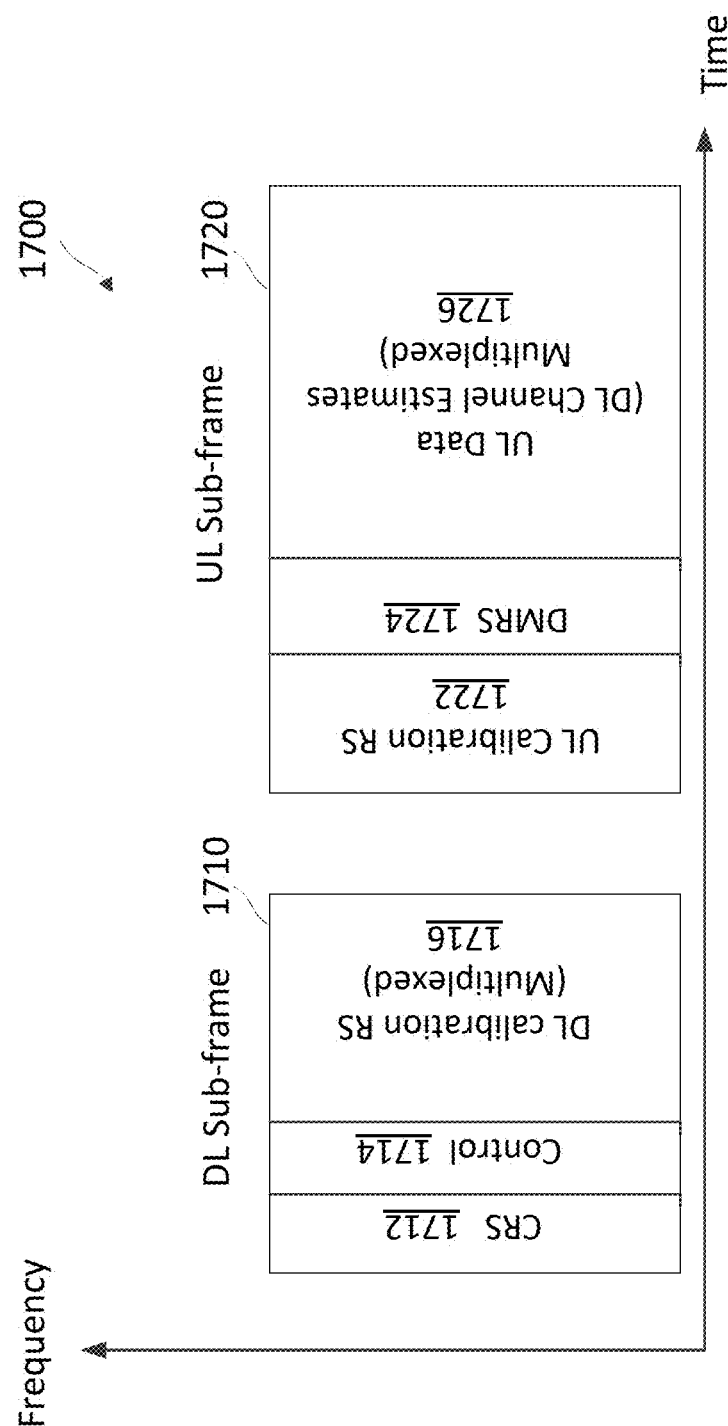 Frequency
1700
DL Sub-frame
1710
UL Sub-frame
1720
CRS 1712
Control 1714
DL calibration RS
(Multiplexed)
1716
UL Calibration RS
1722
DMRS 1724
UL Data
(DL Channel Estimates
Multiplexed)
1726
Time